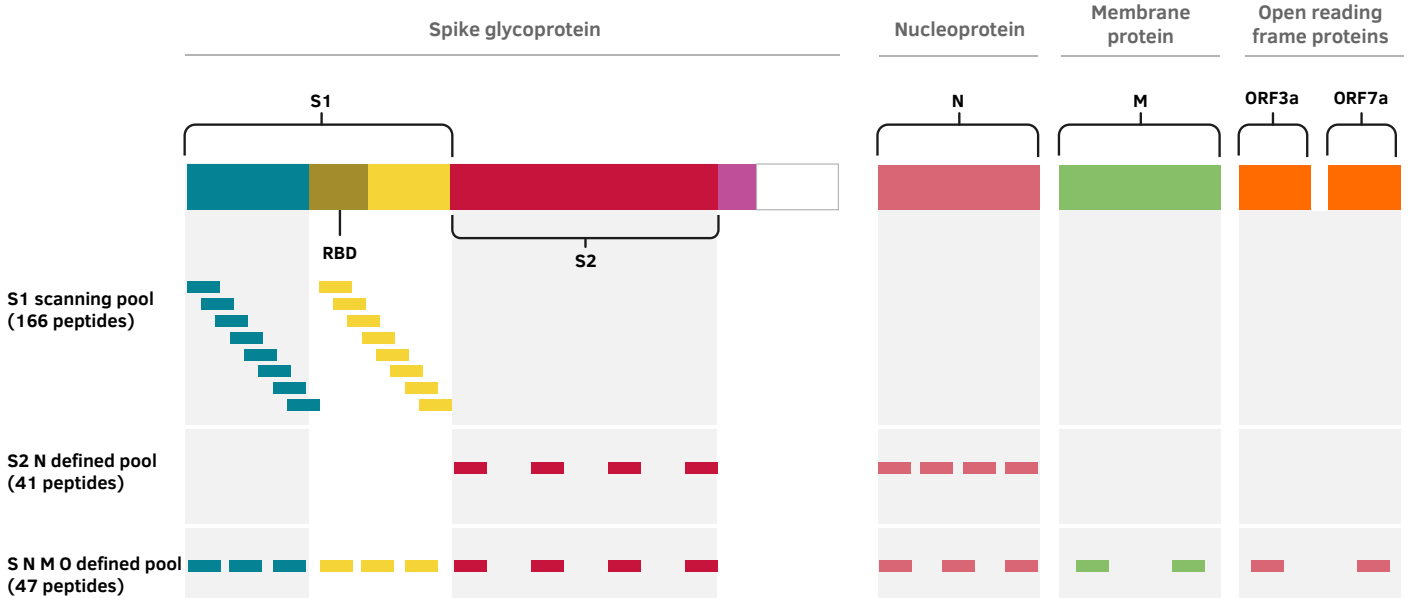 Spike glycoprotein
Nucleoprotein
Membrane
protein
Open reading
frame proteins
S1
N
M
ORF3a
ORF7a
RBD
S2
S1 scanning pool
(166 peptides)
S2 N defined pool
(41 peptides)
S N M O defined pool
(47 peptides)